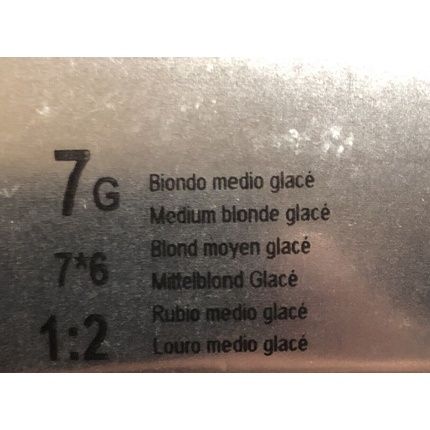 7G
7*6
1:2
Biondo medio glacé
Medium blonde glacé
Blond moyen glacé
Mittelblond Glacé
Rubio medio glacé
Louro medio glacé